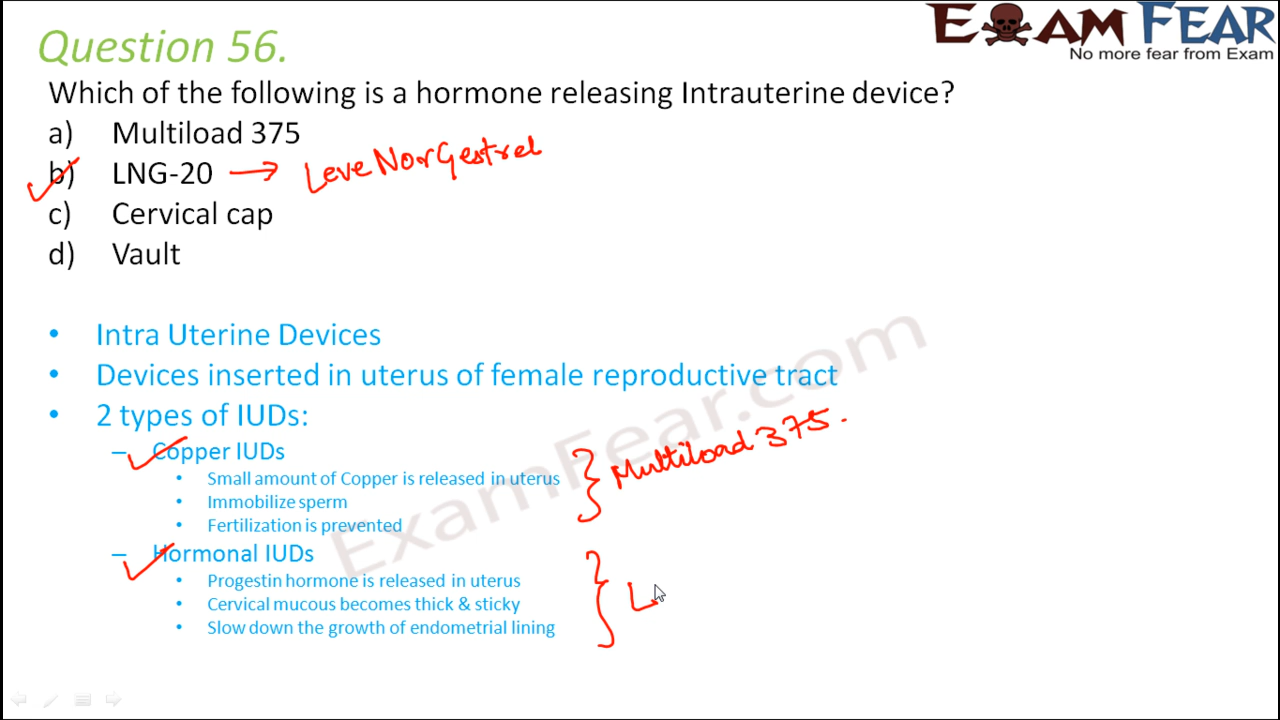 EXAM FEAR
No more fear from Exam
Question 56.
Which of the following is a hormone releasing Intrauterine device?
a) Multiload 375
b) LNG-20 → LeveNorGestrel
c) Cervical cap
d) Vault
• Intra Uterine Devices
• Devices inserted in uterus of female reproductive tract
• 2 types of IUDs:
– Copper IUDs
• Small amount of Copper is released in uterus
• Immobilize sperm
• Fertilization is prevented
} Multiload 375.
– Hormonal IUDs
• Progestin hormone is released in uterus
• Cervical mucous becomes thick & sticky
• Slow down the growth of endometrial lining
} L
ExamFear.com